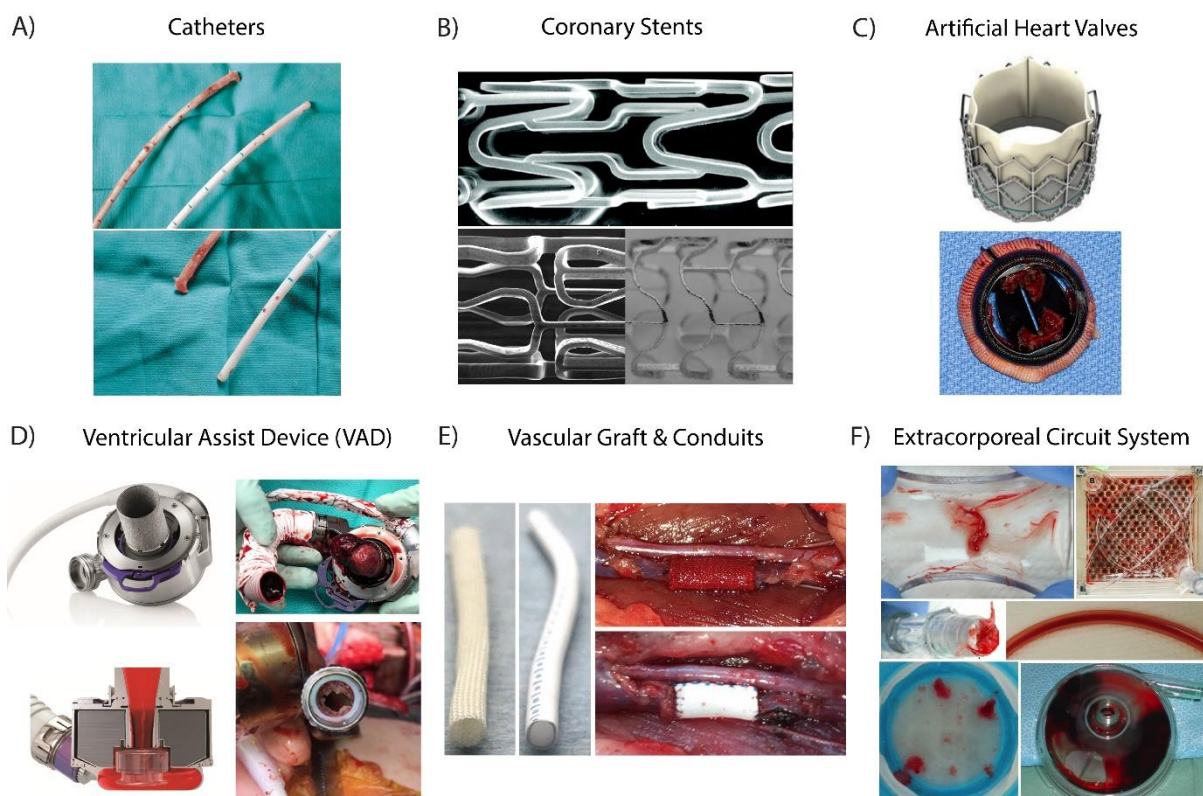 A) Catheters
B) Coronary Stents
C) Artificial Heart Valves
D) Ventricular Assist Device (VAD)
E) Vascular Graft & Conduits
F) Extracorporeal Circuit System
B